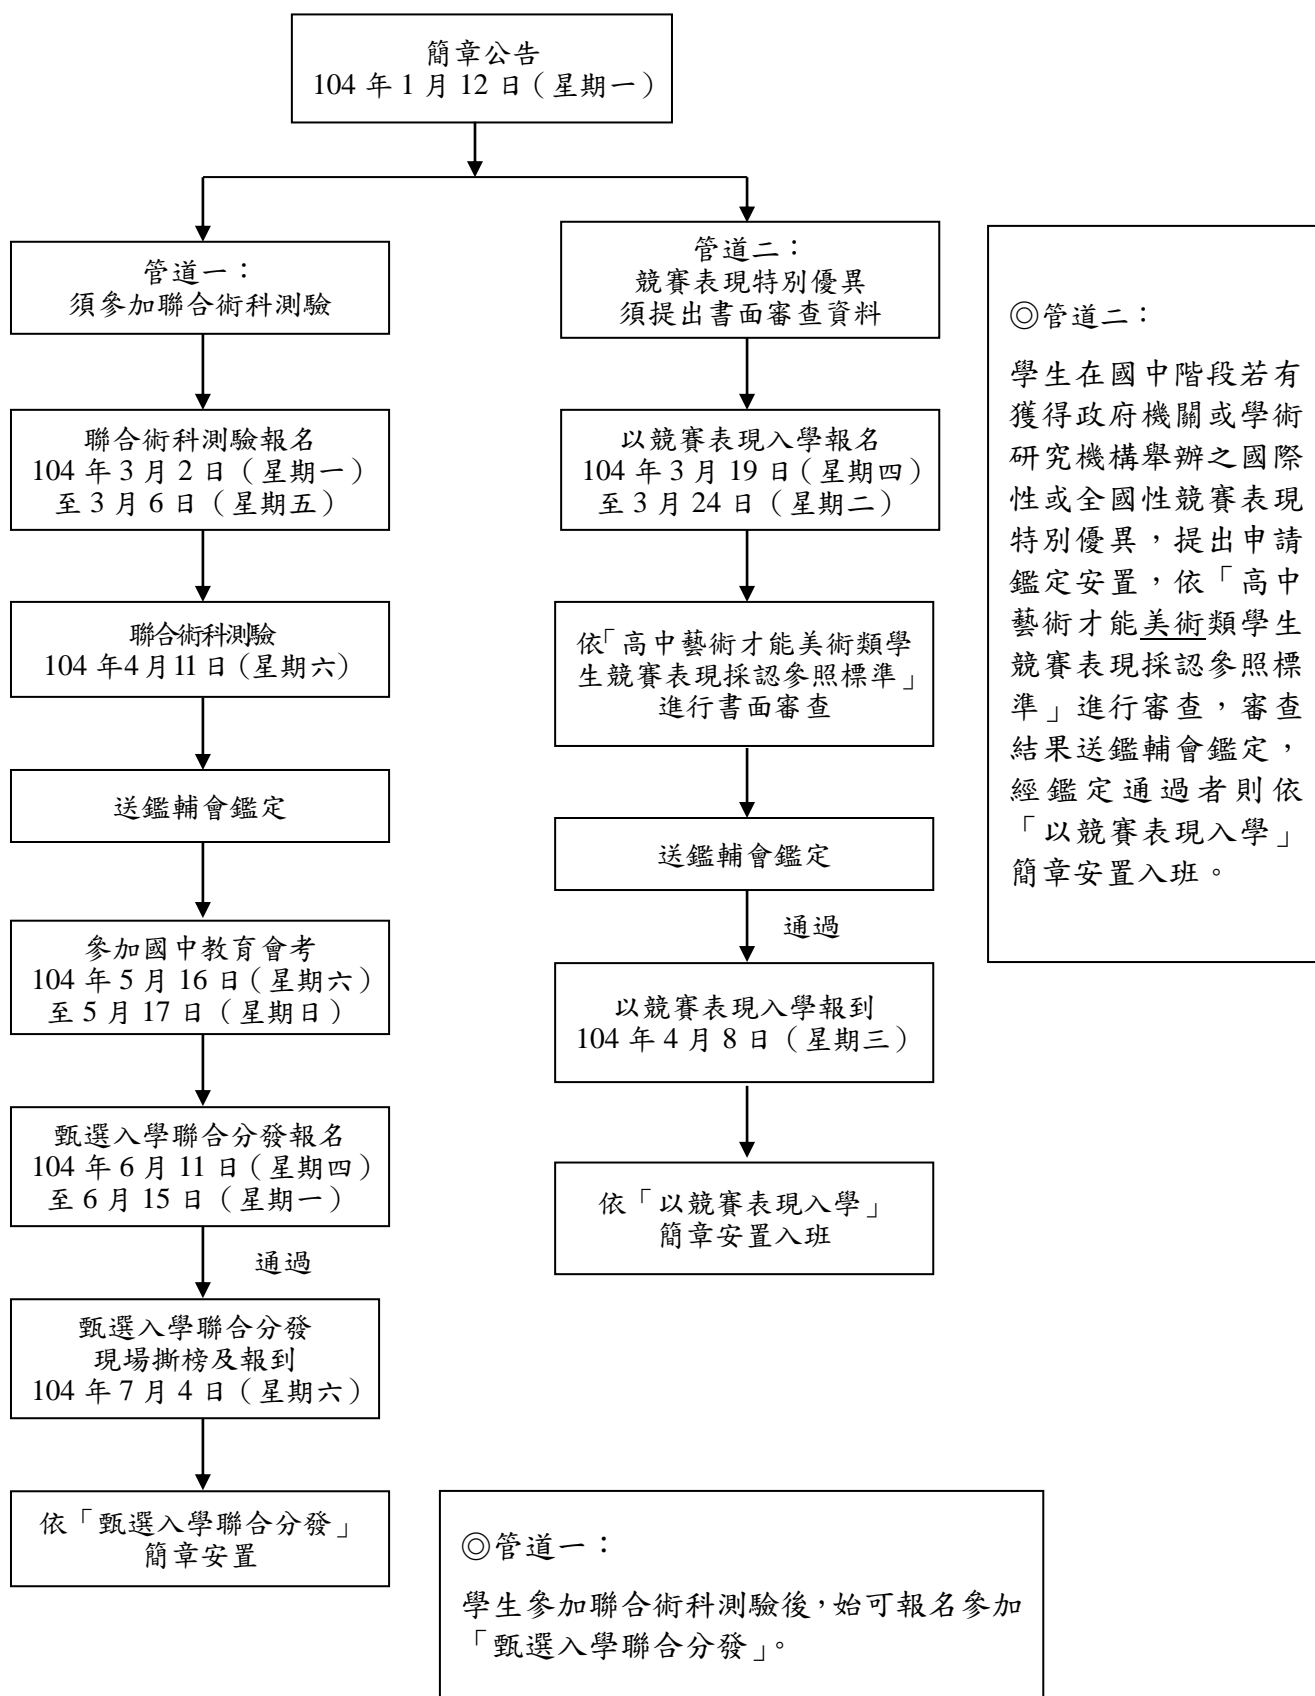 簡章公告
104 年 1 月 12 日（星期一）
管道一：
須參加聯合術科測驗
聯合術科測驗報名
104 年 3 月 2 日（星期一）
至 3 月 6 日（星期五）
聯合術科測驗
104 年4 月11 日（星期六）
送鑑輔會鑑定
參加國中教育會考
104 年 5 月 16 日（星期六）
至 5 月 17 日（星期日）
甄選入學聯合分發報名
104 年 6 月 11 日（星期四）
至 6 月 15 日（星期一）
通過
甄選入學聯合分發
現場撕榜及報到
104 年 7 月 4 日（星期六）
依「甄選入學聯合分發」
簡章安置
管道二：
競賽表現特別優異
須提出書面審查資料
以競賽表現入學報名
104 年 3 月 19 日（星期四）
至 3 月 24 日（星期二）
依「高中藝術才能美術類學
生競賽表現採認參照標準」
進行書面審查
送鑑輔會鑑定
通過
以競賽表現入學報到
104 年 4 月 8 日（星期三）
依「以競賽表現入學」
簡章安置入班
◎管道二：
學生在國中階段若有
獲得政府機關或學術
研究機構舉辦之國際
性或全國性競賽表現
特別優異，提出申請
鑑定安置，依「高中
藝術才能美術類學生
競賽表現採認參照標
準」進行審查，審查
結果送鑑輔會鑑定，
經鑑定通過者則依
「以競賽表現入學」
簡章安置入班。
◎管道一：
學生參加聯合術科測驗後，始可報名參加
「甄選入學聯合分發」。